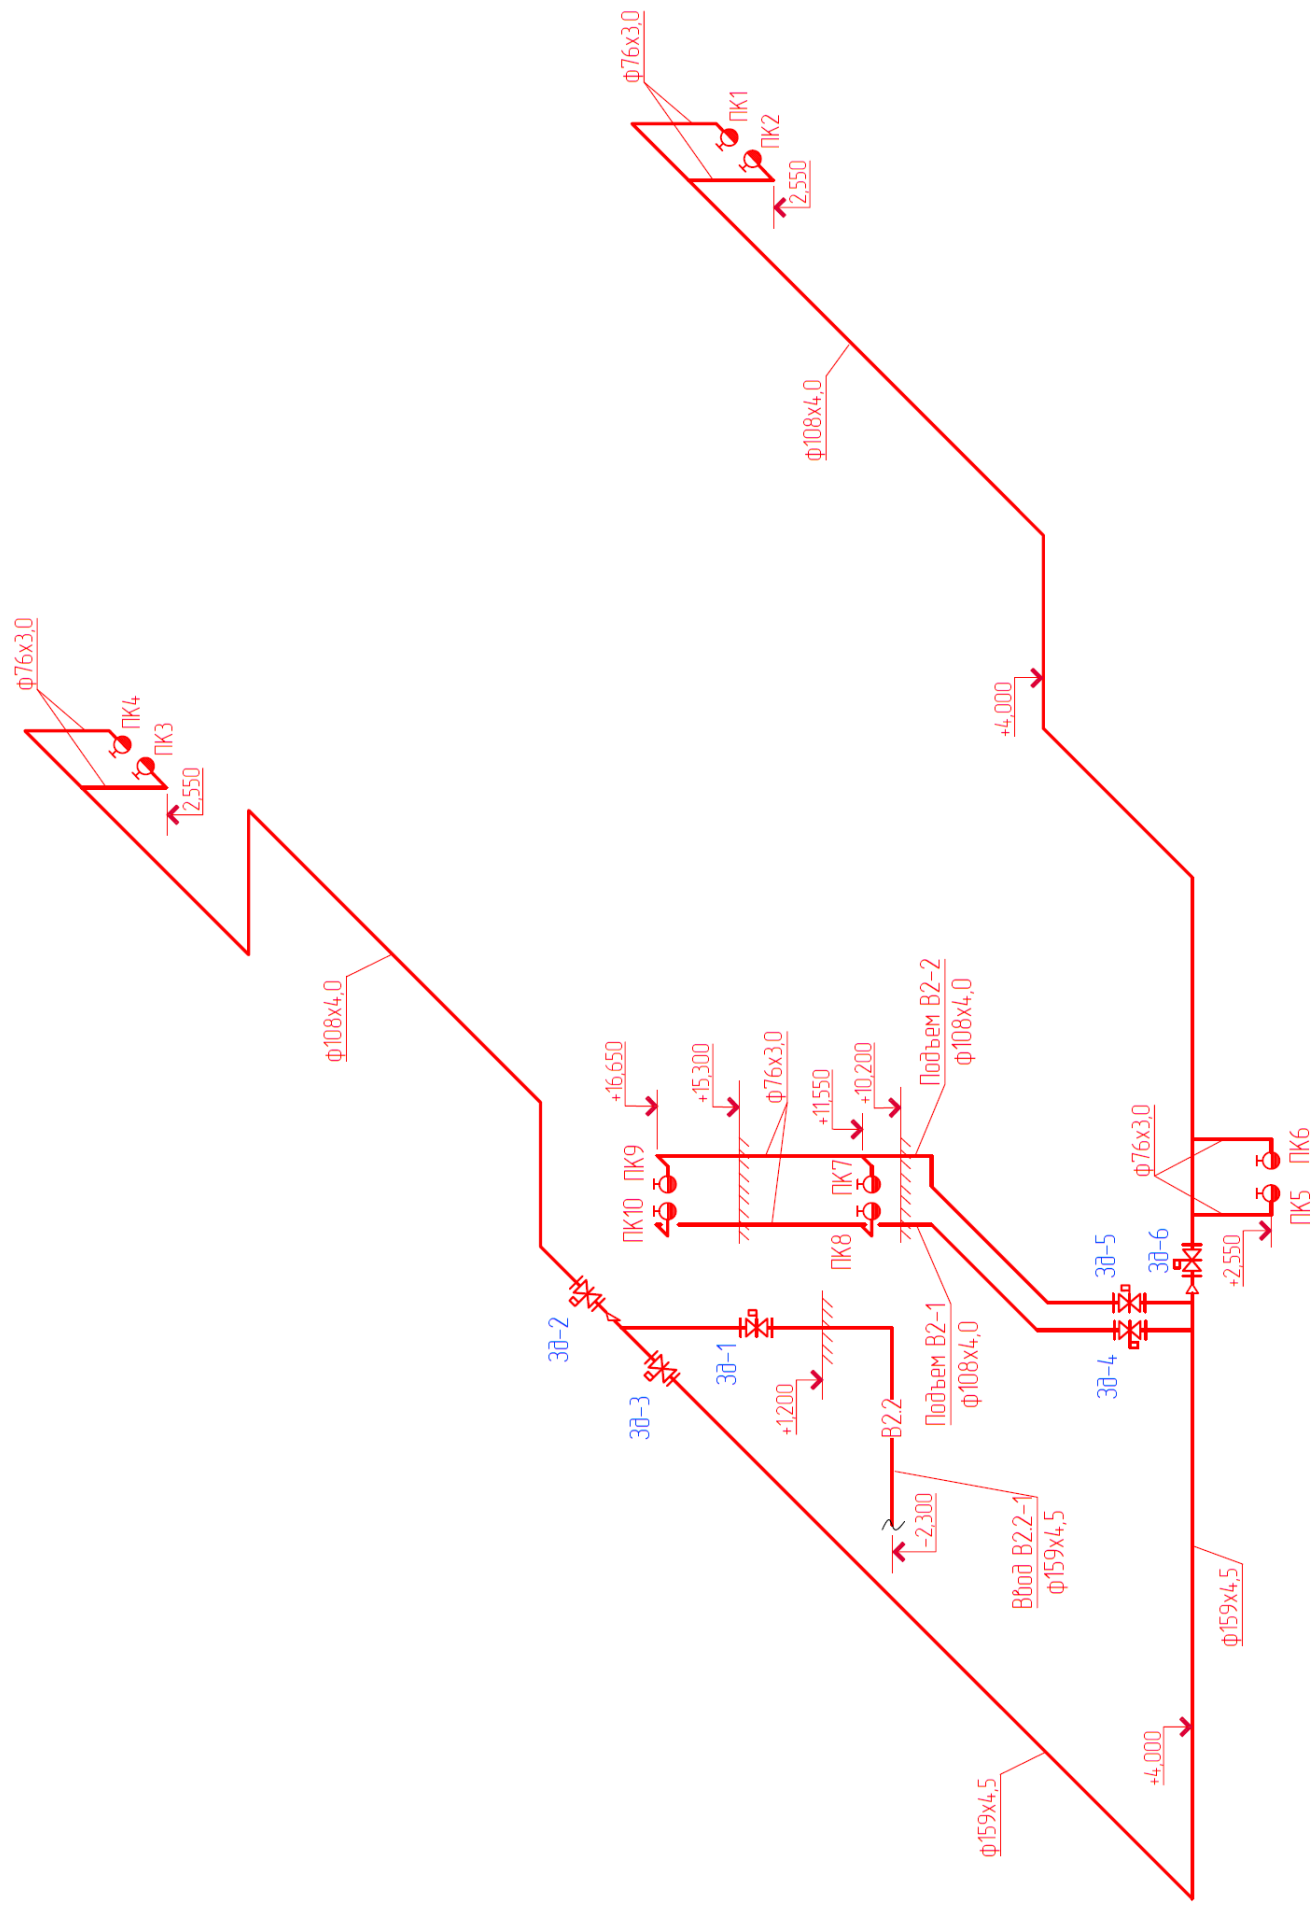 ф76х3,0
ПК1
ПК2
2,550
ф108х4,0
ф76х3,0
ПК4
ПК3
2,550
+4,000
ф108х4,0
+16,650
+15,300
ф76х3,0
+11,550
+10,200
Подъем В2-2
ф108х4,0
ПК9
ПК10
ПК7
ПК8
ф76х3,0
ПК6
ПК5
+2,550
Зд-5
Зд-6
Зд-4
Зд-2
Зд-3
Зд-1
+1,200
В2.2
Подъем В2-1
ф108х4,0
-2,300
Ввод В2.2-1
ф159х4,5
ф159х4,5
+4,000
ф159х4,5